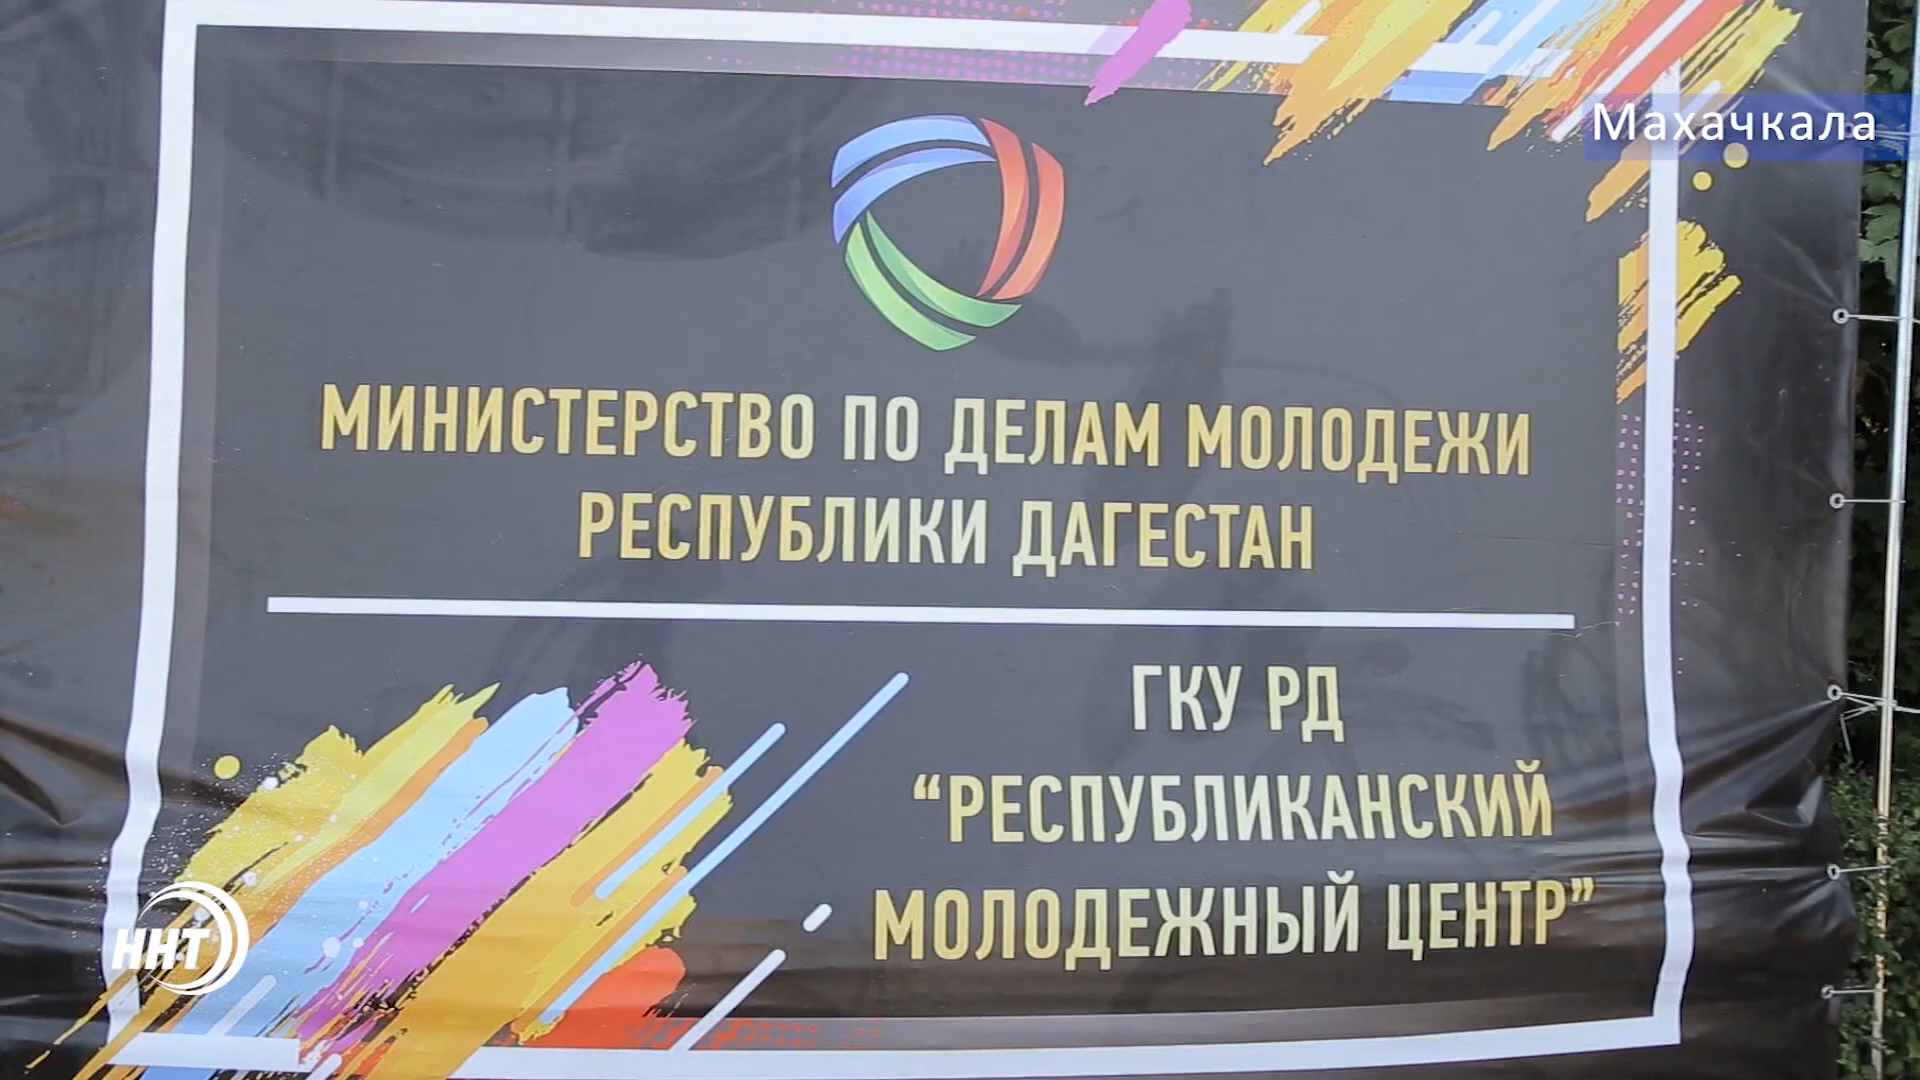 Махачкала
МИНИСТЕРСТВО ПО ДЕЛАМ МОЛОДЕЖИ
РЕСПУБЛИКИ ДАГЕСТАН
ГКУ РД
“РЕСПУБЛИКАНСКИЙ
МОЛОДЕЖНЫЙ ЦЕНТР”
ННТ